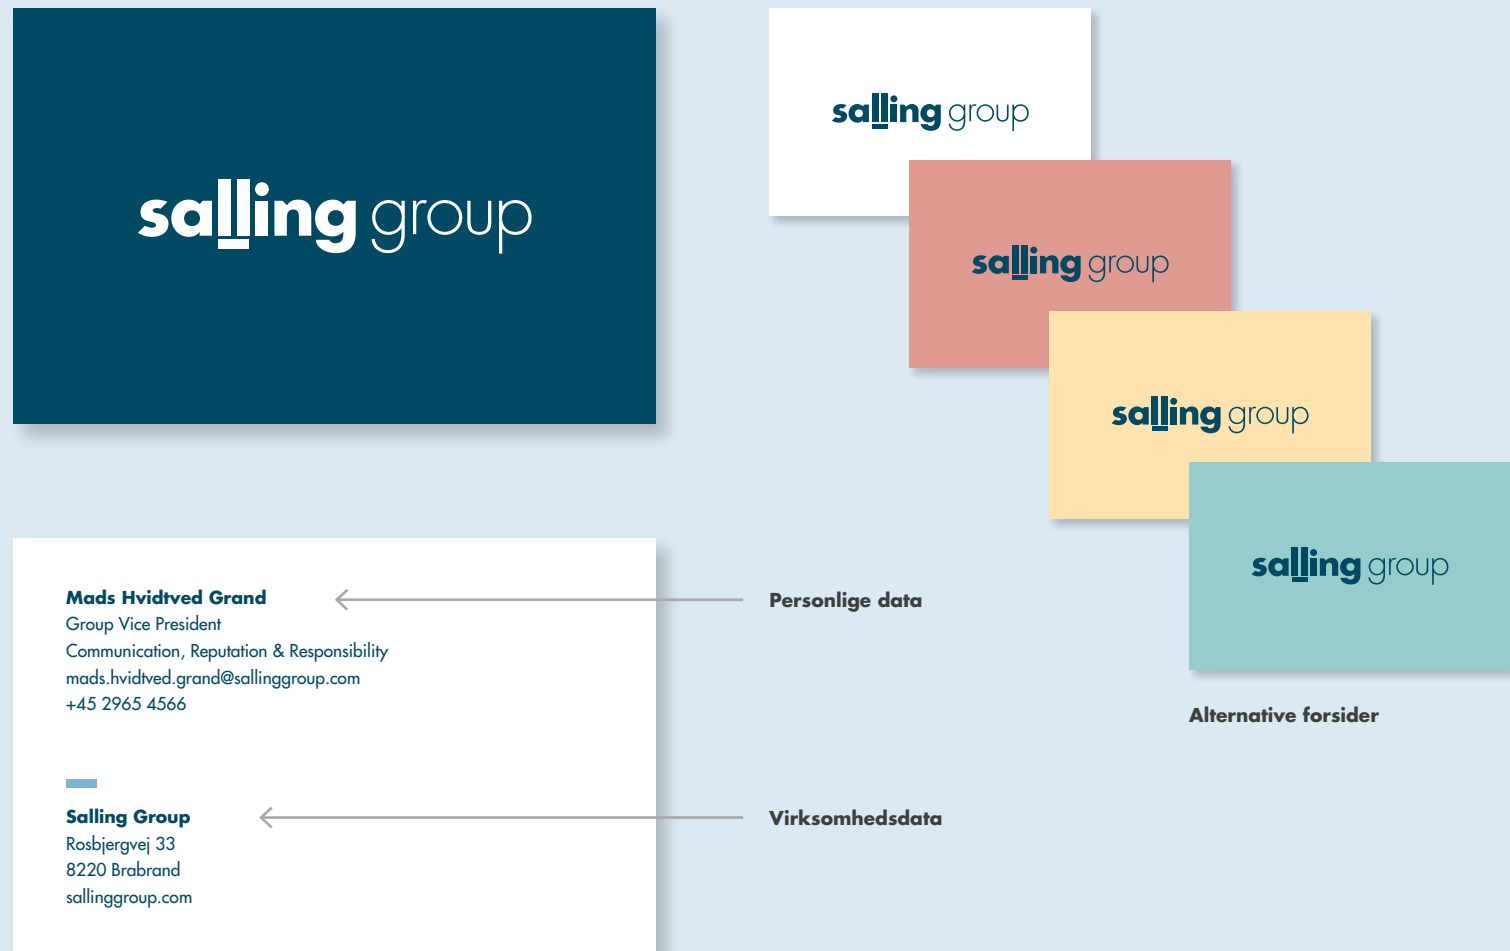 salling group
salling group
salling group
salling group
salling group
Mads Hvidtved Grand
Group Vice President
Communication, Reputation & Responsibility
mads.hvidtved.grand@sallinggroup.com
+45 2965 4566
Personlige data
Alternative forsider
Salling Group
Rosbjergvej 33
8220 Brabrand
sallinggroup.com
Virksomhedsdata